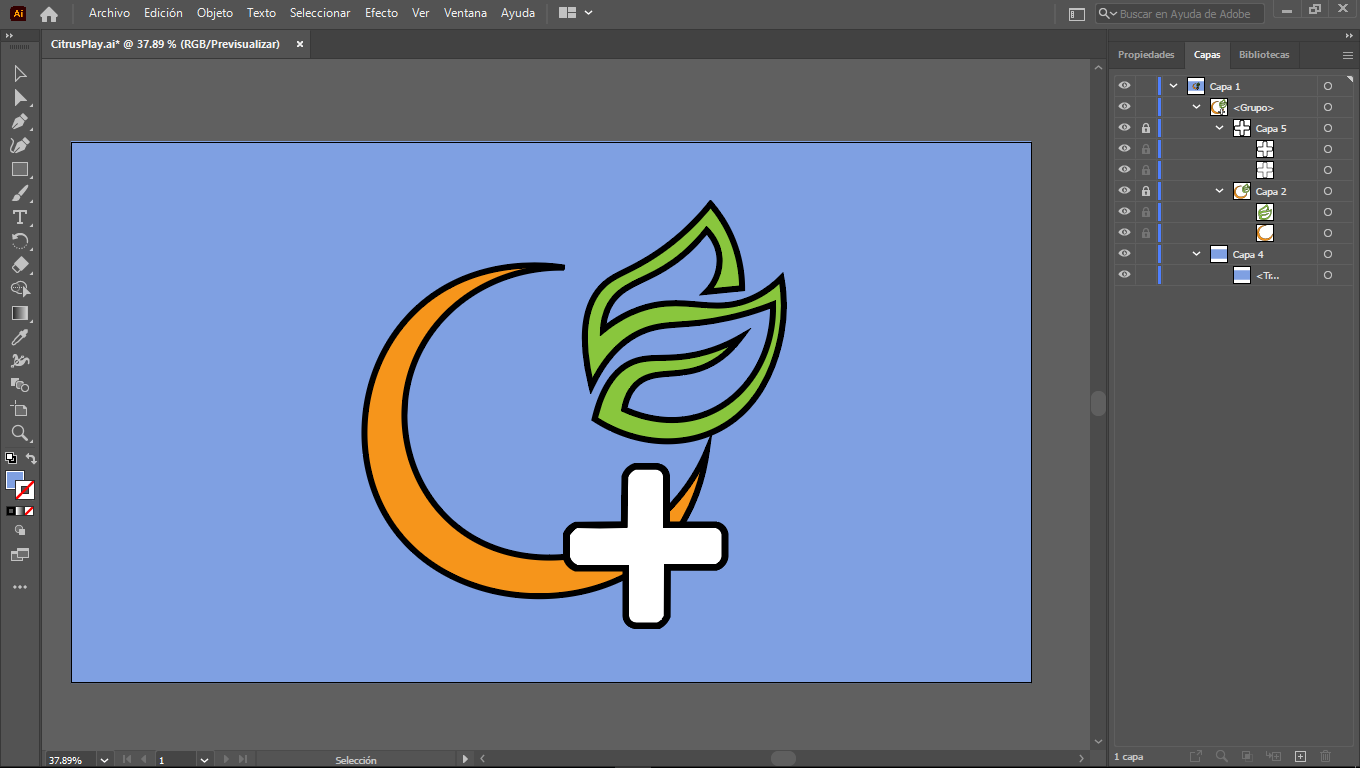 Ai Archivo Edición Objeto Texto Seleccionar Efecto Ver Ventana Ayuda Buscar en Ayuda de Adobe
CitrusPlay.ai* @ 37.89 % (RGB/Previsualizar) ×
Propiedades Capas Bibliotecas
Capa 1
<Grupo>
Capa 5
Capa 2
Capa 4
<Tr...
1 capa
37.89% 1 Selección